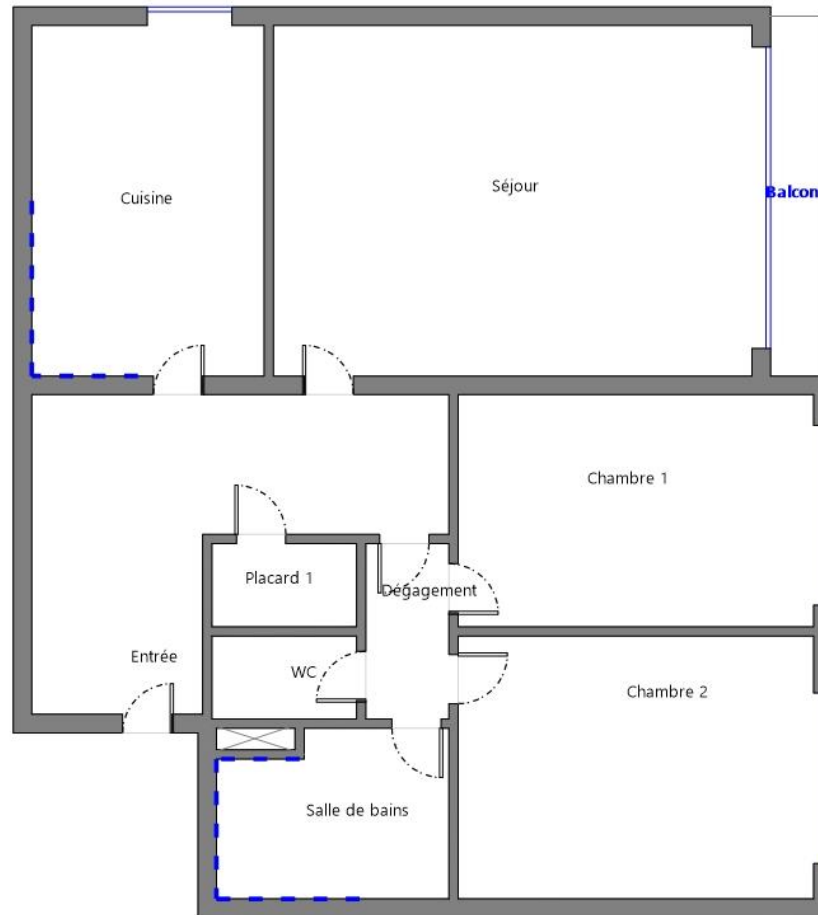 Cuisine
Séjour
Balcon
Chambre 1
Placard 1
Dégagement
Entrée
WC
Chambre 2
Salle de bains